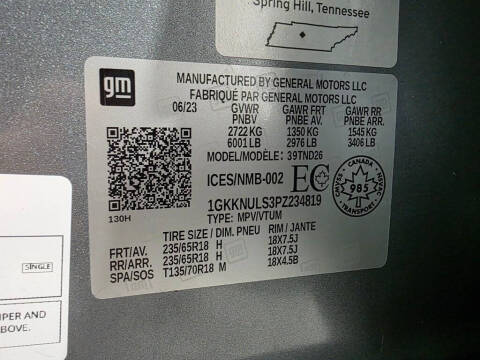 Spring Hill, Tennessee
gm
MANUFACTURED BY GENERAL MOTORS LLC
FABRIQUÉ PAR GENERAL MOTORS LLC
06/23 GVWR GAWR FRT GAWR RR
PNBV PNBE AV. PNBE ARR.
2722 KG 1350 KG 1545 KG
6001 LB 2976 LB 3406 LB
MODEL/MODÈLE: 39TND26
ICES/NMB-002 EC
CANADA 985 TRANSPORT
1GKKNULS3PZ234819
130H
TYPE: MPV/VTUM
TIRE SIZE / DIM. PNEU RIM / JANTE
FRT/AV. 235/65R18 H 18X7.5J
RR/ARR. 235/65R18 H 18X7.5J
SPA/SOS T135/70R18 M 18X4.5B
SINGLE
PER AND
BOVE.